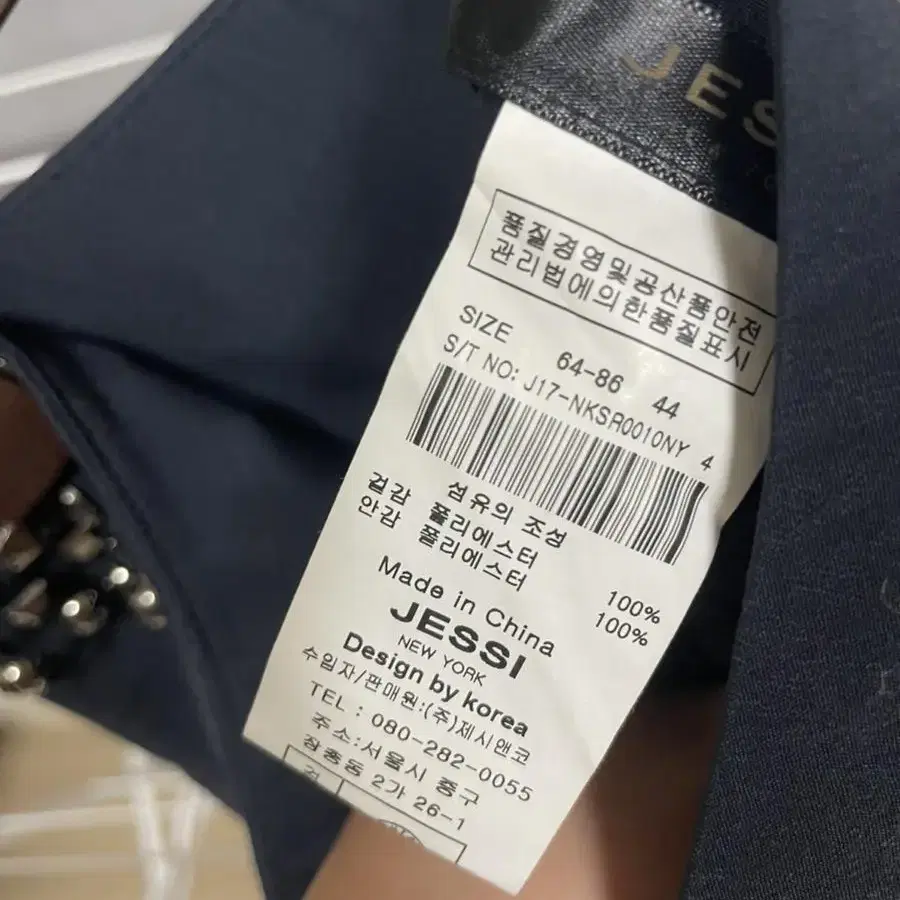 JES
품질경영및공산품안전
관리법에의한품질표시
SIZE 64-86 44
S/T NO: J17-NKSR0010NY 4
섬유의 조성
겉감 폴리에스터 100%
안감 폴리에스터 100%
Made in China
JESSI
NEW YORK
Design by korea
수입자/판매원:(주)제시앤코
TEL : 080-282-0055
주소:서울시 중구
장충동 2가 26-1